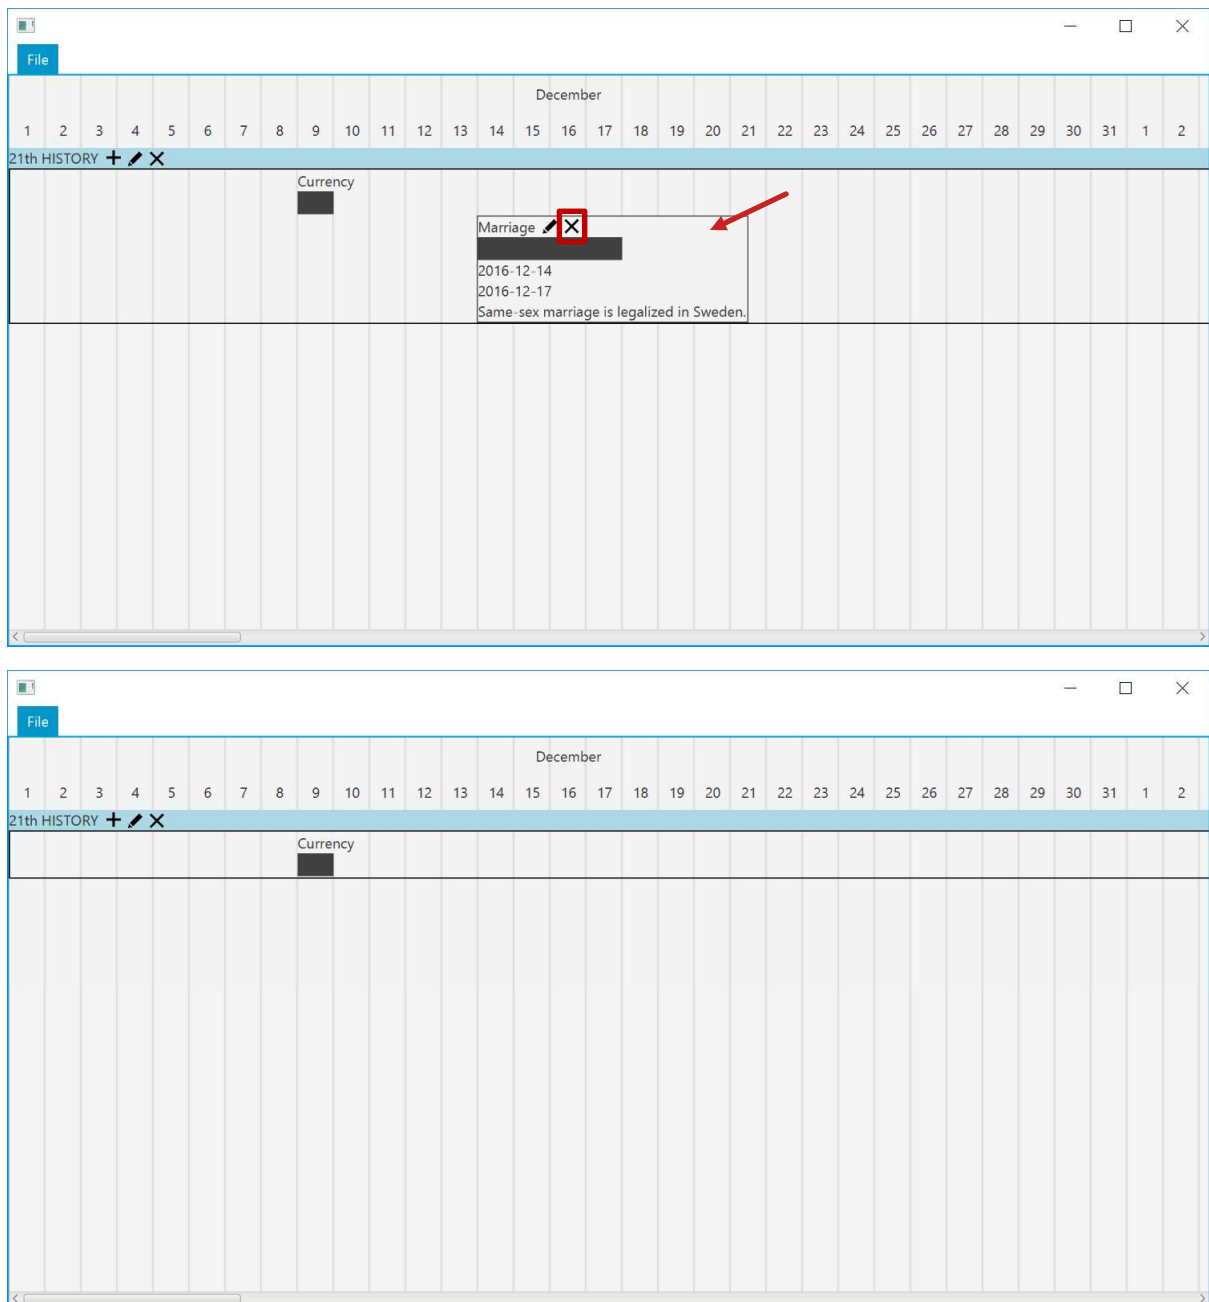 File
December
1 2 3 4 5 6 7 8 9 10 11 12 13 14 15 16 17 18 19 20 21 22 23 24 25 26 27 28 29 30 31 1 2
21th HISTORY
Currency
Marriage
2016-12-14
2016-12-17
Same-sex marriage is legalized in Sweden.
File
December
1 2 3 4 5 6 7 8 9 10 11 12 13 14 15 16 17 18 19 20 21 22 23 24 25 26 27 28 29 30 31 1 2
21th HISTORY
Currency